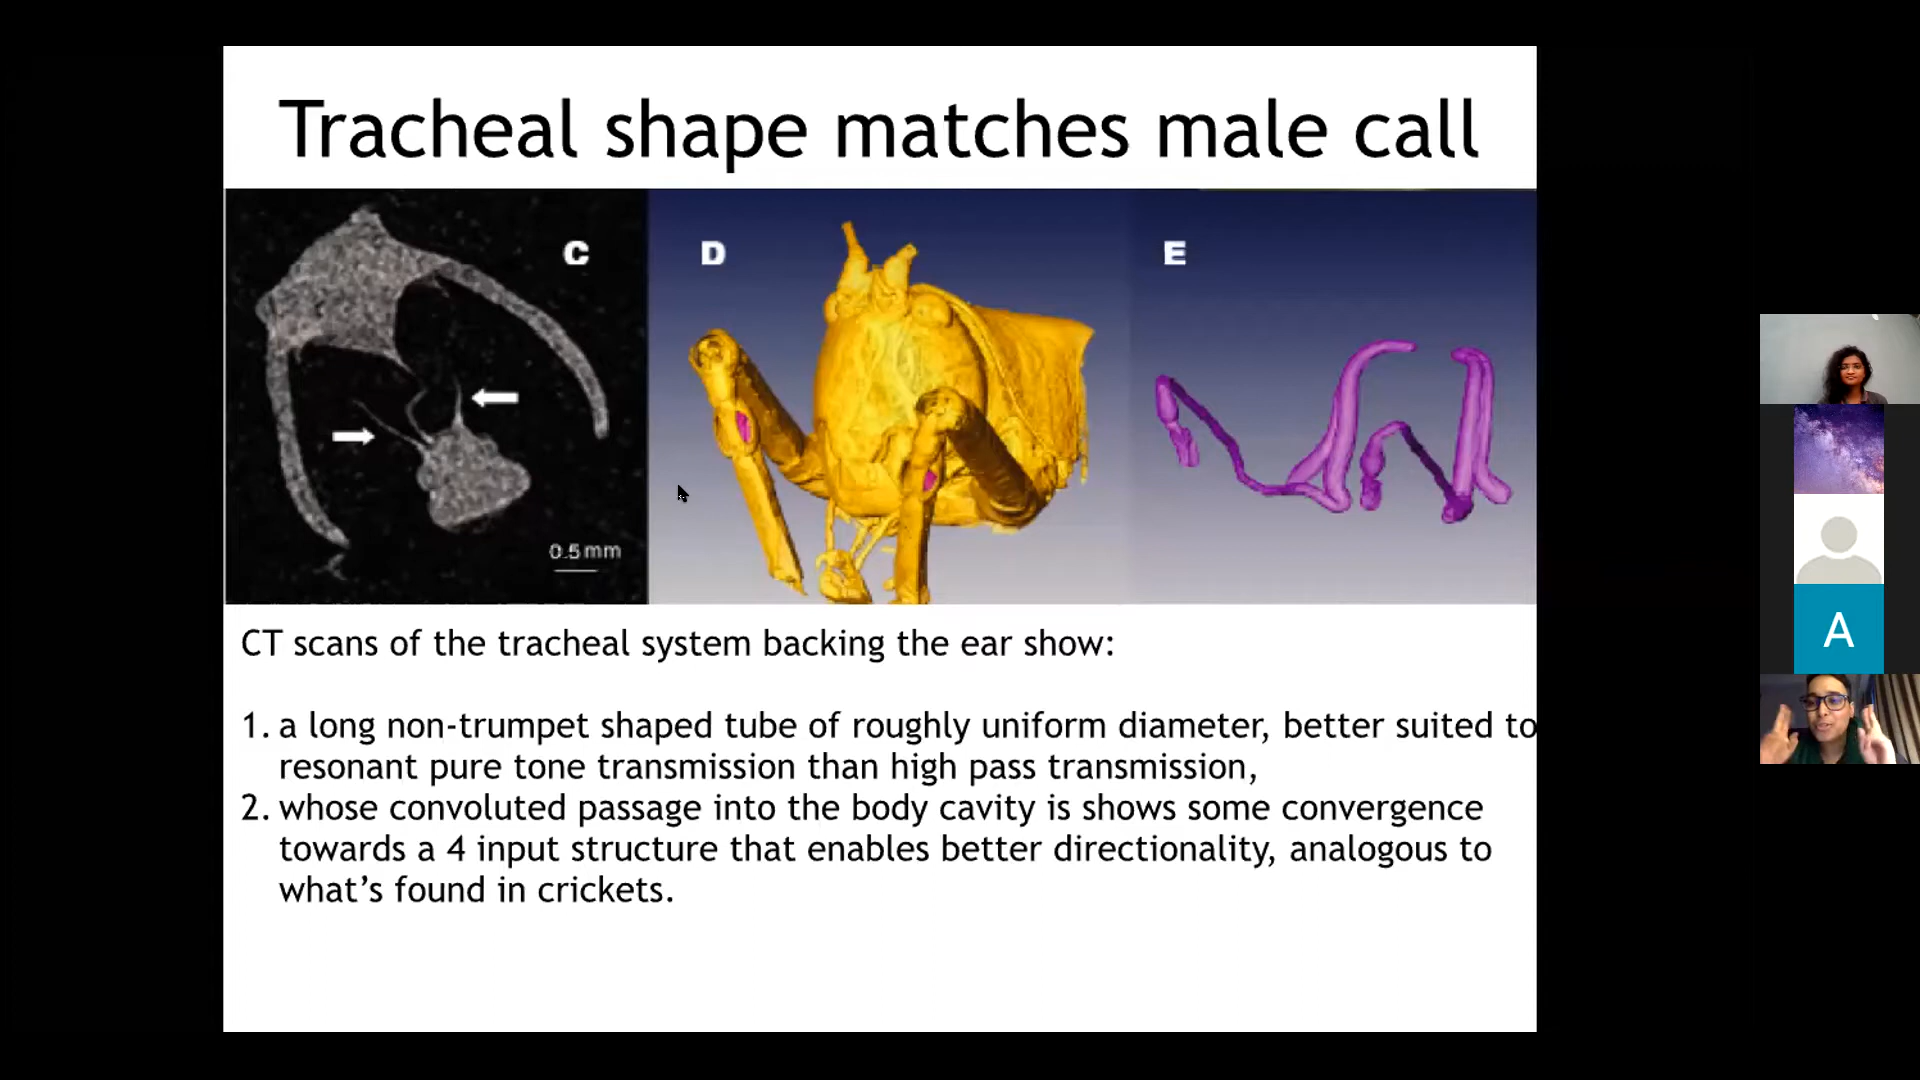 Tracheal shape matches male call
C
D
E
0.5mm
CT scans of the tracheal system backing the ear show:
1. a long non-trumpet shaped tube of roughly uniform diameter, better suited to
resonant pure tone transmission than high pass transmission,
2. whose convoluted passage into the body cavity is shows some convergence
towards a 4 input structure that enables better directionality, analogous to
what's found in crickets.
A